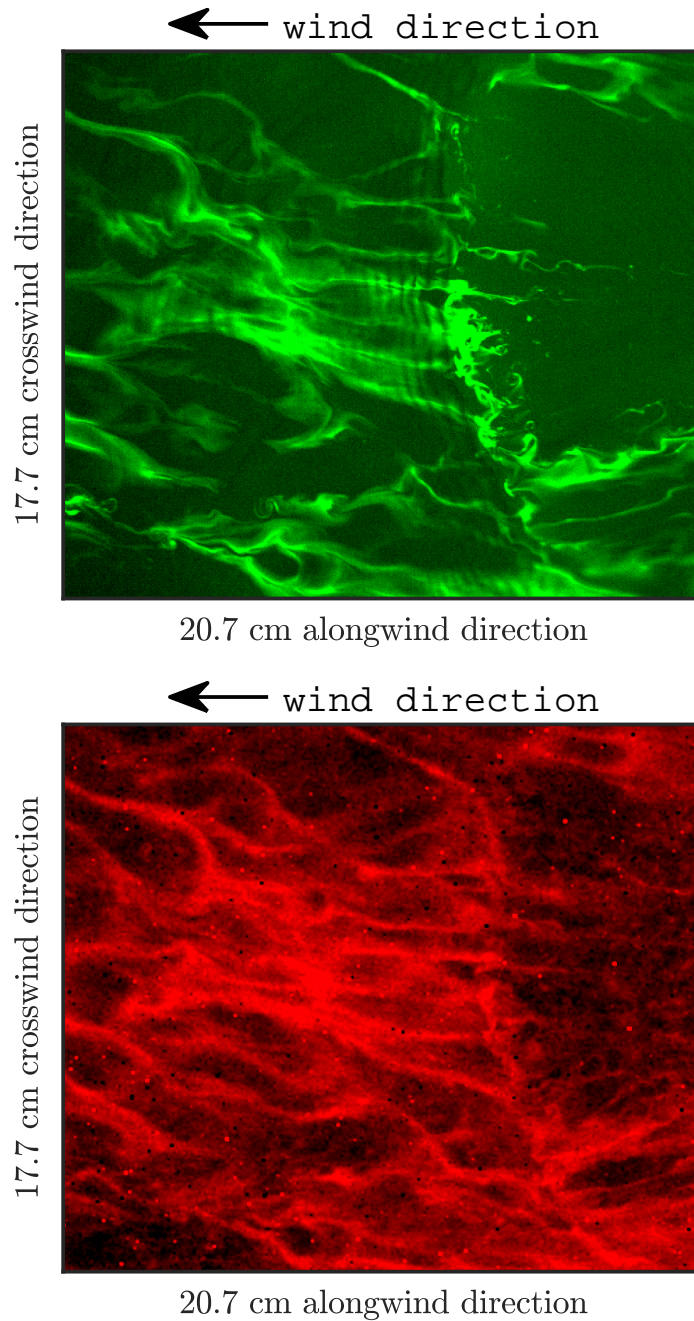 wind direction
17.7 cm crosswind direction
20.7 cm alongwind direction
wind direction
17.7 cm crosswind direction
20.7 cm alongwind direction